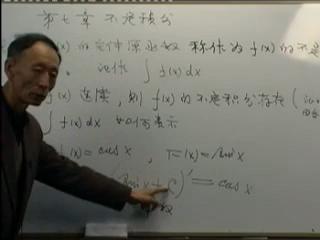 第七章 不定积分
(x) 的全体原函数 称作为 f(x) 的不定
记作 ∫ f(x) dx
f(x) 连续, 则 f(x) 的不定积分存在 (
∫ f(x) dx 如何表示
f(x) = cos x , F(x) = sin x
(sin x + C)' = cos x